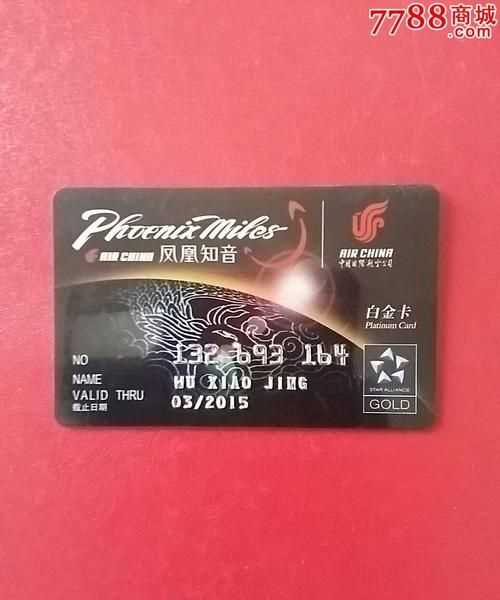 7788商城
.com
Phoenix Miles
AIR CHINA 凤凰知音
AIR CHINA
中国国际航空公司
白金卡
Platinum Card
NO 132 693 164
NAME HU XIAO JING
VALID THRU 03/2015
截止日期
STAR ALLIANCE
GOLD